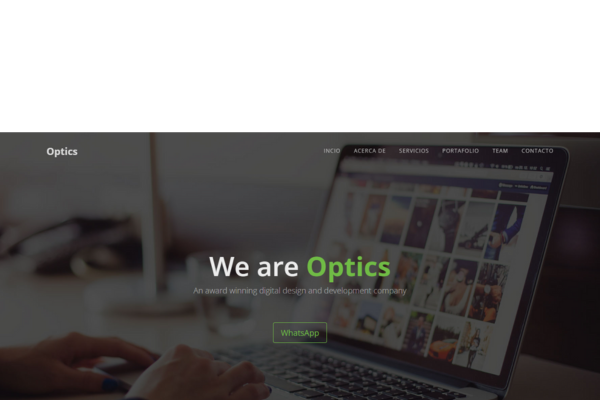 Optics
INCIO ACERCA DE SERVICIOS PORTAFOLIO TEAM CONTACTO
We are Optics
An award winning digital design and development company
WhatsApp